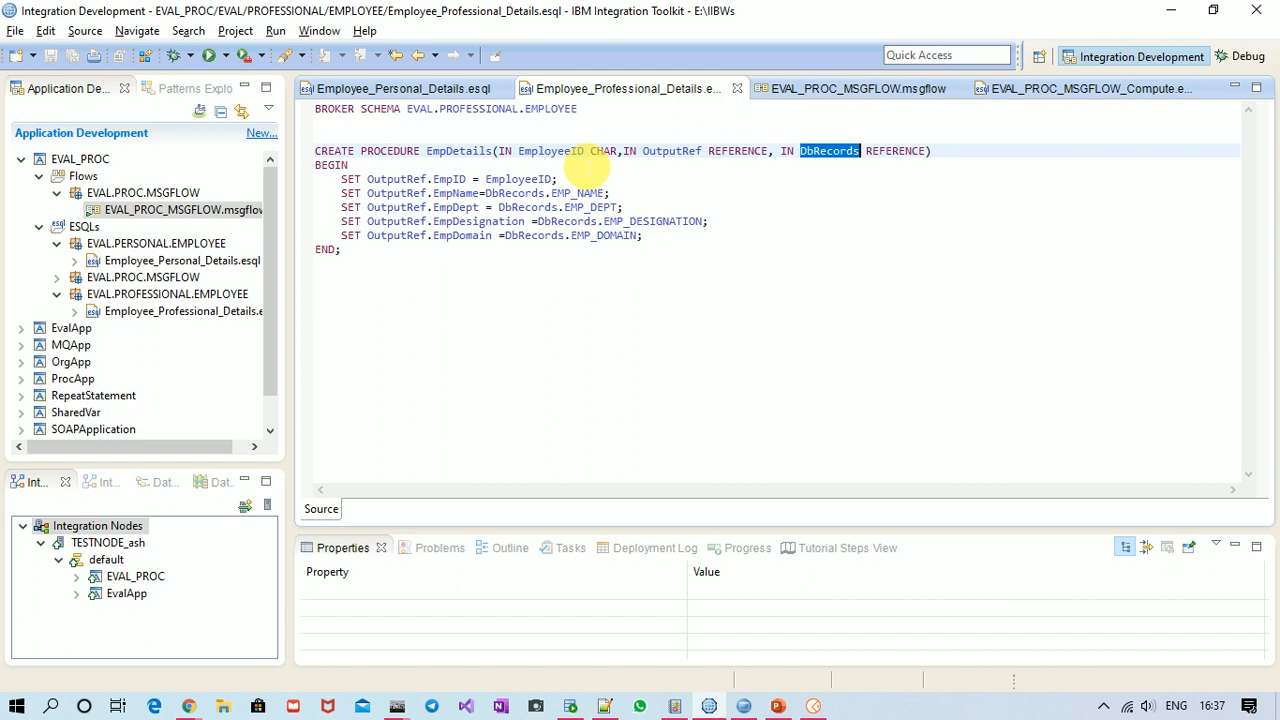 Integration Development - EVAL_PROC/EVAL/PROFESSIONAL/EMPLOYEE/Employee_Professional_Details.esql - IBM Integration Toolkit - E:\IIBWs
File Edit Source Navigate Search Project Run Window Help
Quick Access
Integration Development
Debug
Application De...
Patterns Explo
Application Development
New...
EVAL_PROC
Flows
EVAL.PROC.MSGFLOW
EVAL_PROC_MSGFLOW.msgflow
ESQLs
EVAL.PERSONAL.EMPLOYEE
Employee_Personal_Details.esql
EVAL.PROC.MSGFLOW
EVAL.PROFESSIONAL.EMPLOYEE
Employee_Professional_Details.e
EvalApp
MQApp
OrgApp
ProcApp
RepeatStatement
SharedVar
SOAPApplication
Int...
Int...
Dat...
Dat
Integration Nodes
TESTNODE_ash
default
EVAL_PROC
EvalApp
Employee_Personal_Details.esql
Employee_Professional_Details.e...
EVAL_PROC_MSGFLOW.msgflow
EVAL_PROC_MSGFLOW_Compute.e...
BROKER SCHEMA EVAL.PROFESSIONAL.EMPLOYEE
CREATE PROCEDURE EmpDetails(IN EmployeeID CHAR,IN OutputRef REFERENCE, IN DbRecords REFERENCE)
BEGIN
SET OutputRef.EmpID = EmployeeID;
SET OutputRef.EmpName=DbRecords.EMP_NAME;
SET OutputRef.EmpDept = DbRecords.EMP_DEPT;
SET OutputRef.EmpDesignation =DbRecords.EMP_DESIGNATION;
SET OutputRef.EmpDomain =DbRecords.EMP_DOMAIN;
END;
Source
Properties
Problems
Outline
Tasks
Deployment Log
Progress
Tutorial Steps View
Property
Value
ENG
16:37